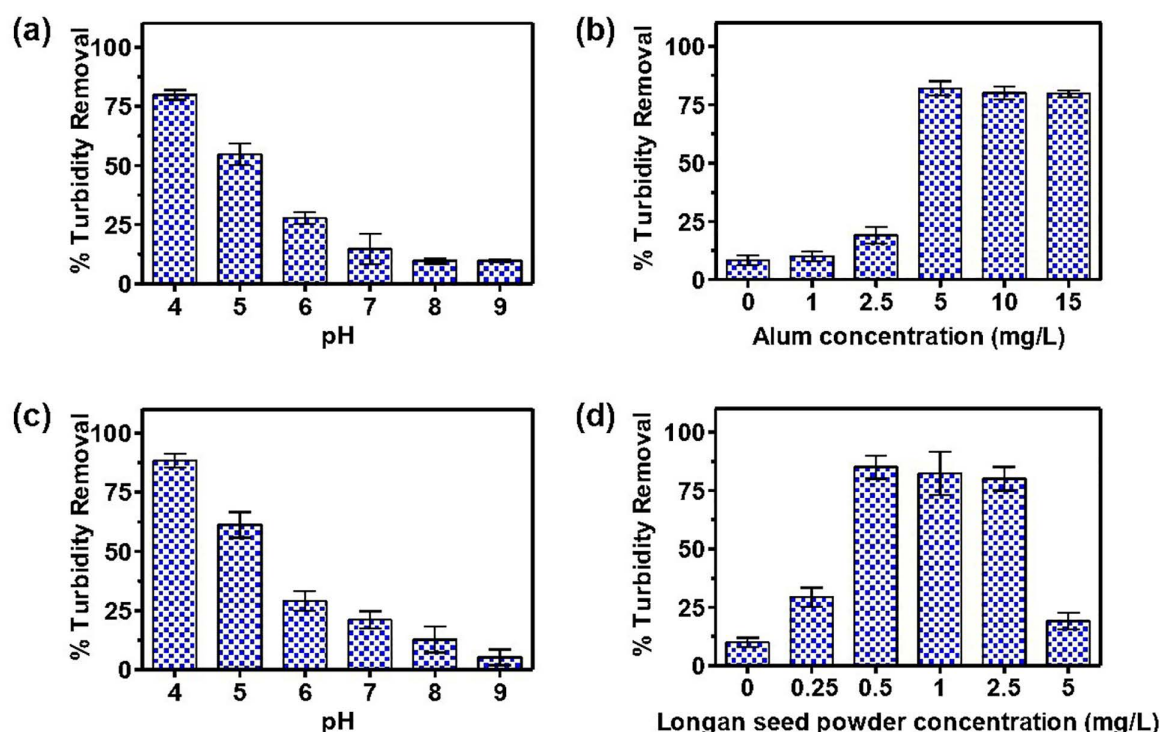 (a)
% Turbidity Removal
100
75
50
25
0
4 5 6 7 8 9
pH
(b)
% Turbidity Removal
100
75
50
25
0
0 1 2.5 5 10 15
Alum concentration (mg/L)
(c)
% Turbidity Removal
100
75
50
25
0
4 5 6 7 8 9
pH
(d)
% Turbidity Removal
100
75
50
25
0
0 0.25 0.5 1 2.5 5
Longan seed powder concentration (mg/L)